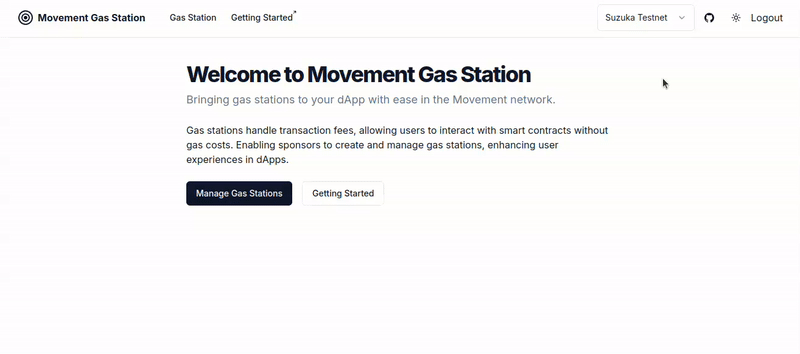 Movement Gas Station
Gas Station
Getting Started
Suzuka Testnet
Logout
Welcome to Movement Gas Station
Bringing gas stations to your dApp with ease in the Movement network.
Gas stations handle transaction fees, allowing users to interact with smart contracts without
gas costs. Enabling sponsors to create and manage gas stations, enhancing user
experiences in dApps.
Manage Gas Stations
Getting Started